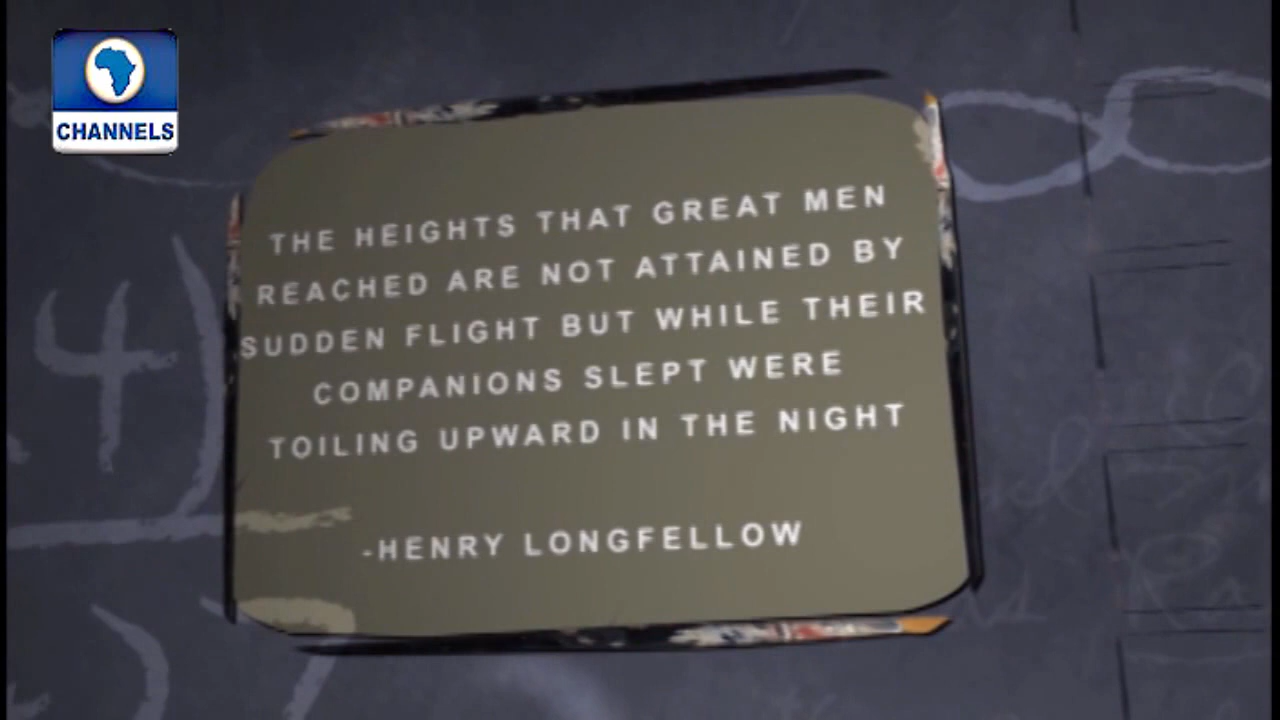 CHANNELS
THE HEIGHTS THAT GREAT MEN
REACHED ARE NOT ATTAINED BY
SUDDEN FLIGHT BUT WHILE THEIR
COMPANIONS SLEPT WERE
TOILING UPWARD IN THE NIGHT
-HENRY LONGFELLOW
4)